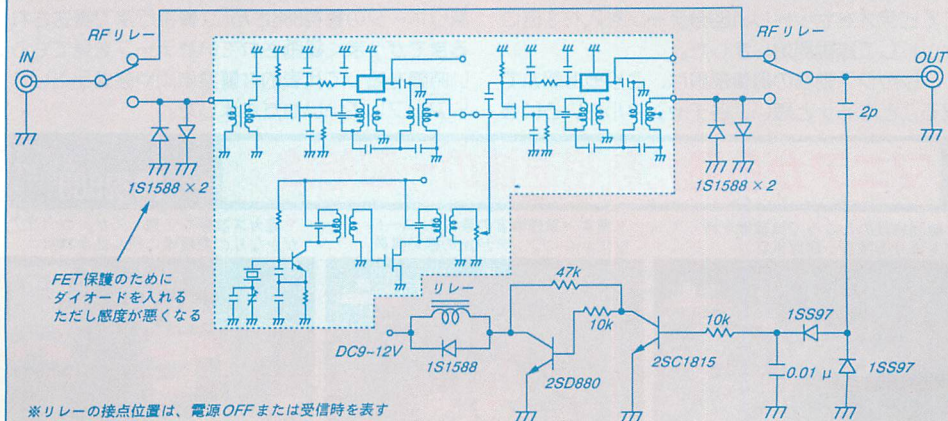 RFリレー
RFリレー
IN
OUT
2p
1S1588×2
1S1588×2
FET保護のために
ダイオードを入れる
ただし感度が悪くなる
リレー
47k
DC9~12V
1S1588
10k
10k
1SS97
2SD880
2SC1815
0.01μ
1SS97
※リレーの接点位置は、電源OFFまたは受信時を表す